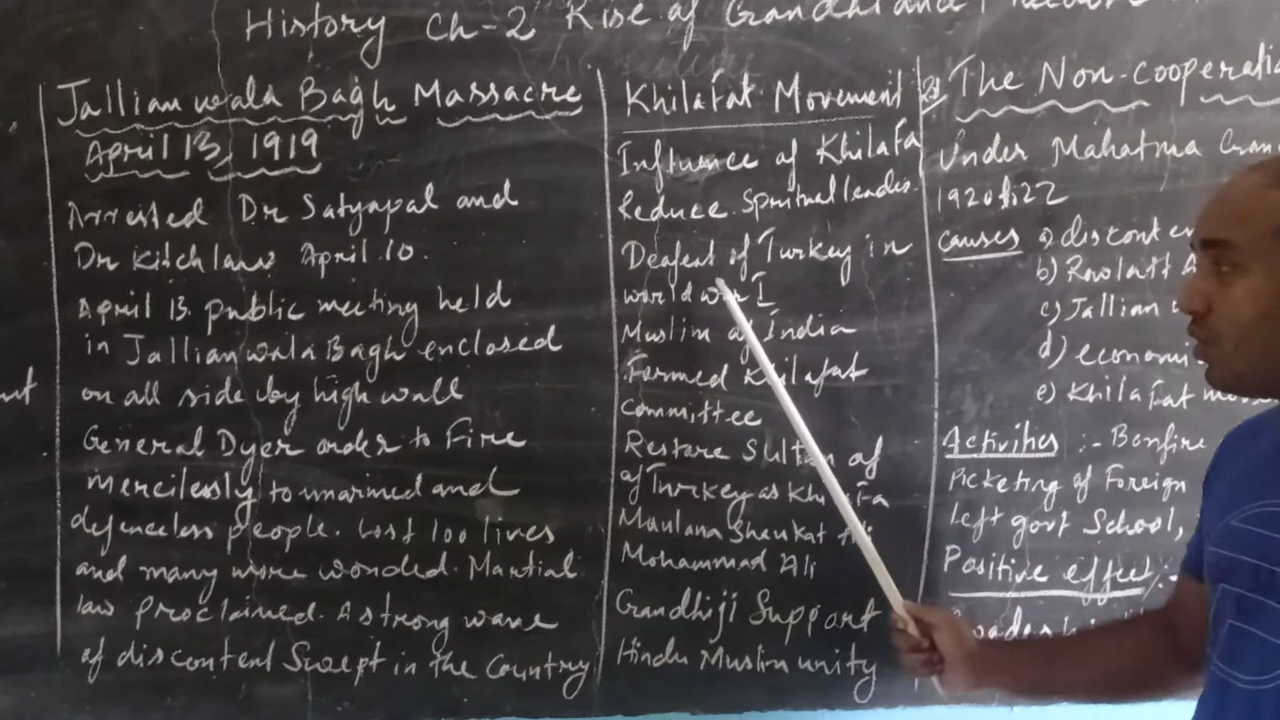 History Ch-2 Rise of Gandhi and
Jallianwala Bagh Massacre
April 13, 1919
Arrested Dr Satyapal and
Dr Kitchlaw April 10.
April 13 public meeting held
in Jallianwala Bagh enclosed
on all side by high wall
General Dyer order to Fire
mercilessly to unarmed and
defenceless people. Lost 100 lives
and many more wonded. Martial
law proclaimed. A strong wave
of discontent Swept in the Country
Khilafat Movement
Influence of Khilafa
Reduce Spritual leader.
Deafeat of Turkey in
world war I
Muslim of India
Formed Khilafat
Committee
Restore Sultan of
of Turkey as Kh Fa
Maulana Shaukat
Mohammad Ali
Gandhiji Support
Hindu Muslim unity
The Non-cooperatio
Under Mahatma Gan
1920 to 22
Causes a) discont
b) Rowlatt A
c) Jallian
d) economi
e) Khilafat
Activities :- Bonfire
Picketing of Foreign
left govt School,
Positive effect:-